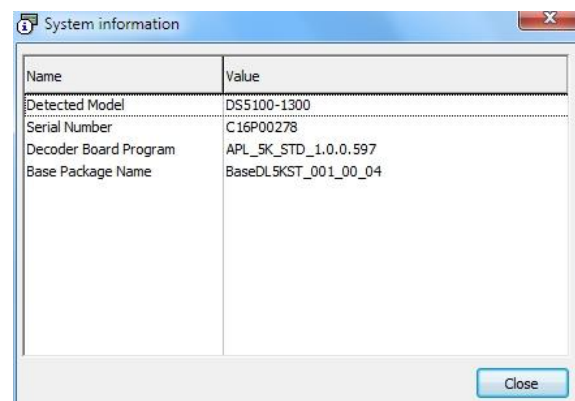 System information
Name Value
Detected Model DS5100-1300
Serial Number C16P00278
Decoder Board Program APL_5K_STD_1.0.0.597
Base Package Name BaseDL5KST_001_00_04
Close